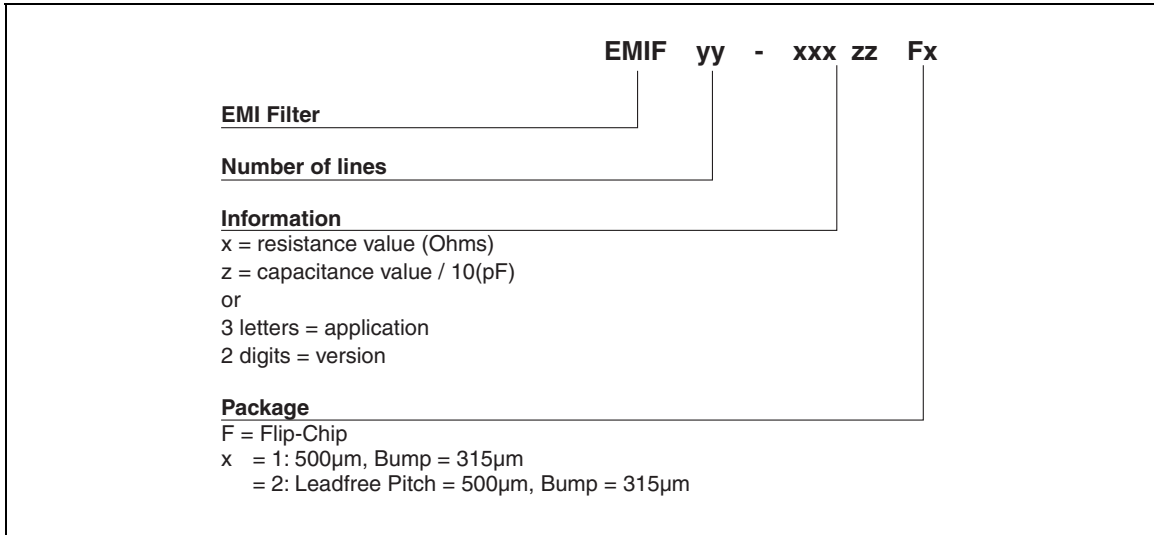 EMIF yy - xxx zz Fx
EMI Filter
Number of lines
Information
x = resistance value (Ohms)
z = capacitance value / 10(pF)
or
3 letters = application
2 digits = version
Package
F = Flip-Chip
x = 1: 500µm, Bump = 315µm
= 2: Leadfree Pitch = 500µm, Bump = 315µm